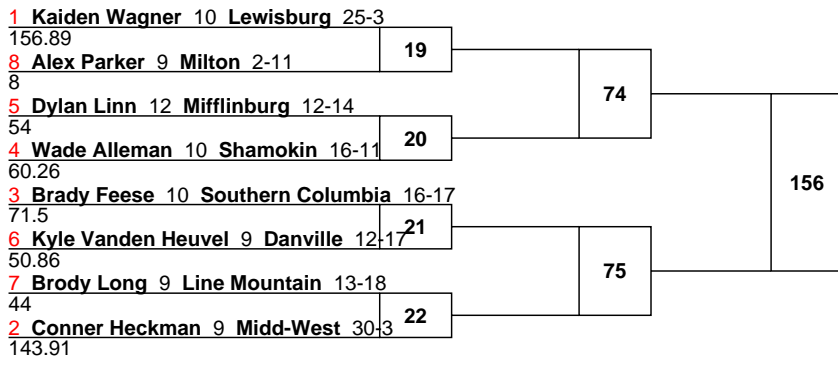 1 Kaiden Wagner 10 Lewisburg 25-3
156.89
19
8 Alex Parker 9 Milton 2-11
8
74
5 Dylan Linn 12 Mifflinburg 12-14
54
20
4 Wade Alleman 10 Shamokin 16-11
60.26
156
3 Brady Feese 10 Southern Columbia 16-17
71.5
21
6 Kyle Vanden Heuvel 9 Danville 12-17
50.86
75
7 Brody Long 9 Line Mountain 13-18
44
22
2 Conner Heckman 9 Midd-West 30-3
143.91